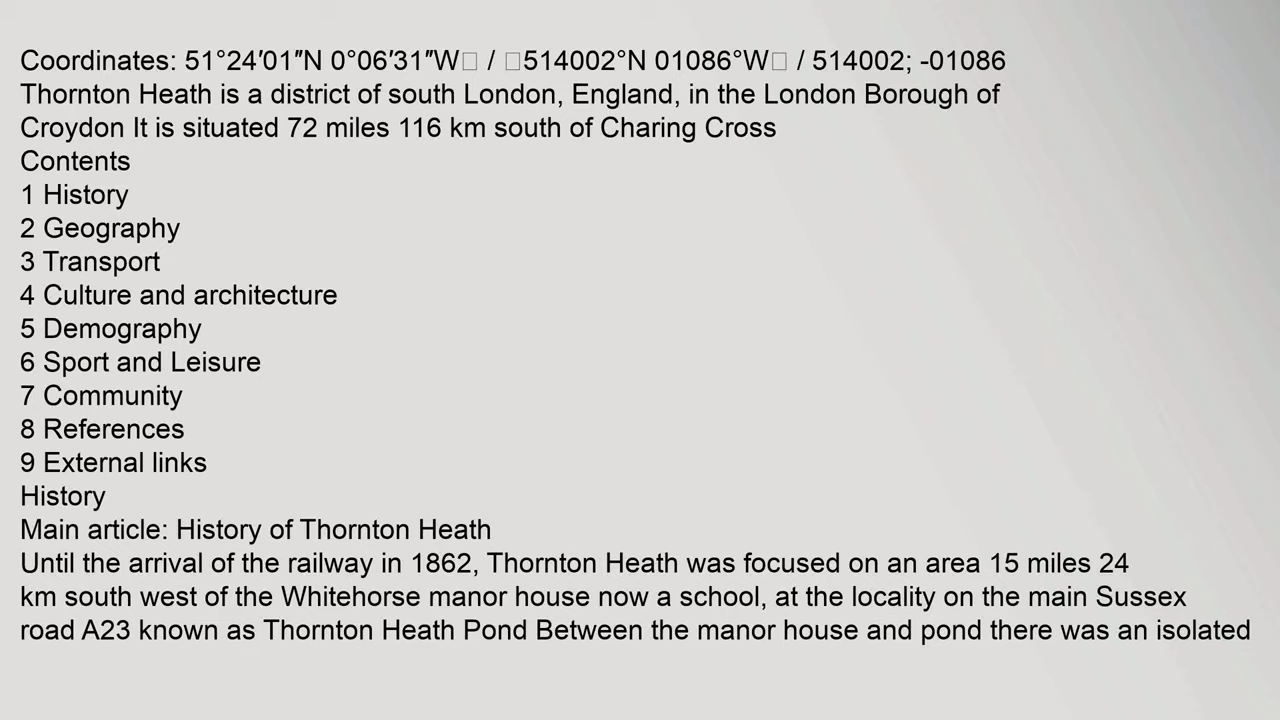 Coordinates: 51°24′01″N 0°06′31″W□ / □514002°N 01086°W□ / 514002; -01086
Thornton Heath is a district of south London, England, in the London Borough of
Croydon It is situated 72 miles 116 km south of Charing Cross
Contents
1 History
2 Geography
3 Transport
4 Culture and architecture
5 Demography
6 Sport and Leisure
7 Community
8 References
9 External links
History
Main article: History of Thornton Heath
Until the arrival of the railway in 1862, Thornton Heath was focused on an area 15 miles 24
km south west of the Whitehorse manor house now a school, at the locality on the main Sussex
road A23 known as Thornton Heath Pond Between the manor house and pond there was an isolated